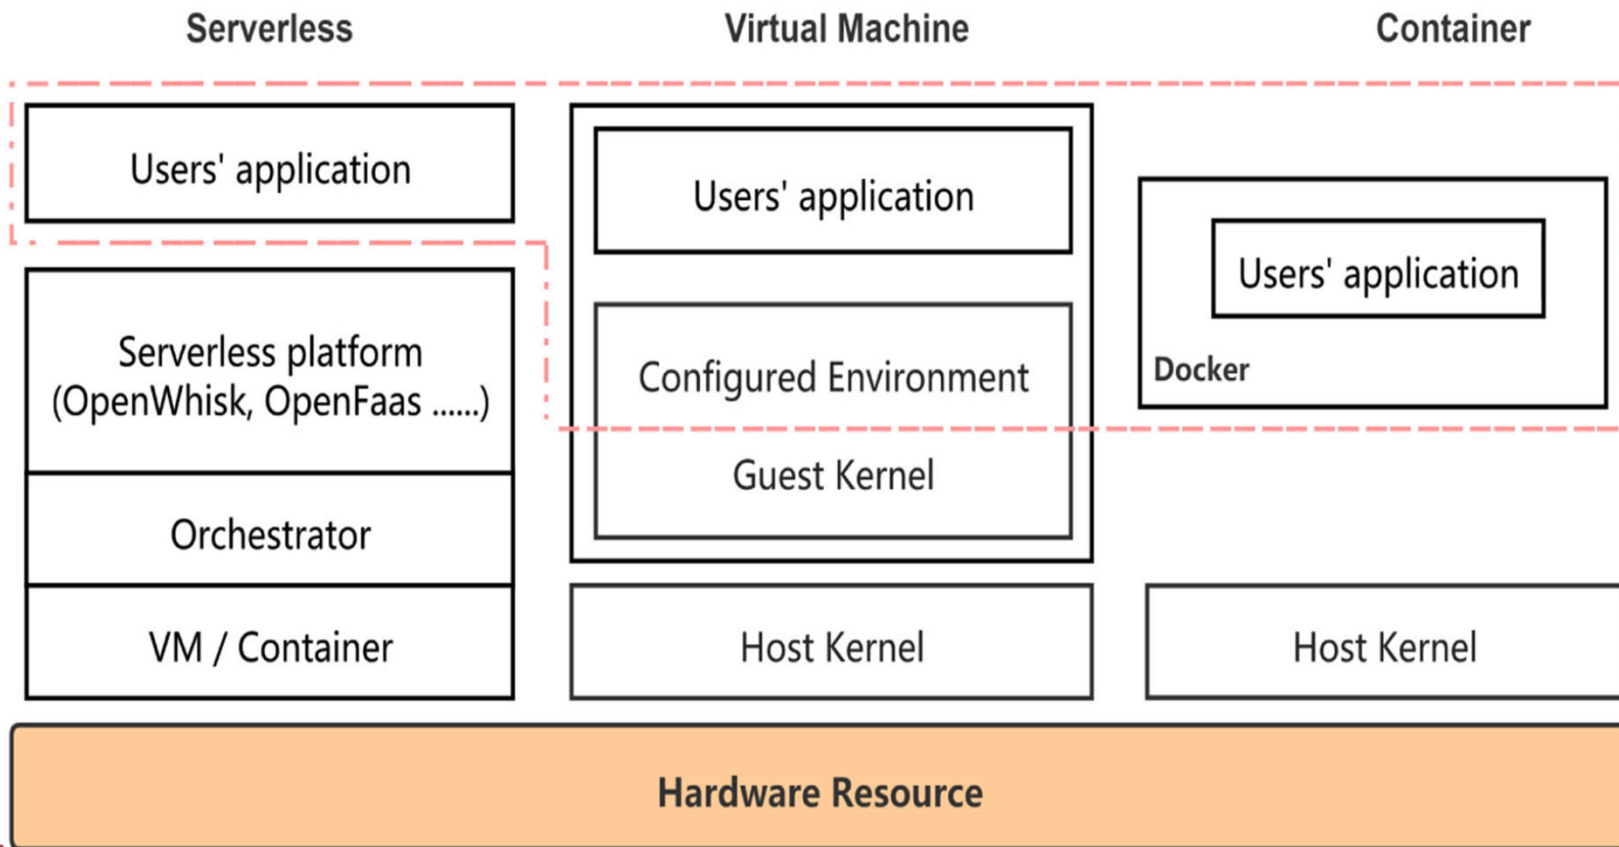 Serverless
Virtual Machine
Container
Users' application
Serverless platform
(OpenWhisk, OpenFaas ......)
Orchestrator
VM / Container
Users' application
Configured Environment
Guest Kernel
Host Kernel
Users' application
Docker
Host Kernel
Hardware Resource